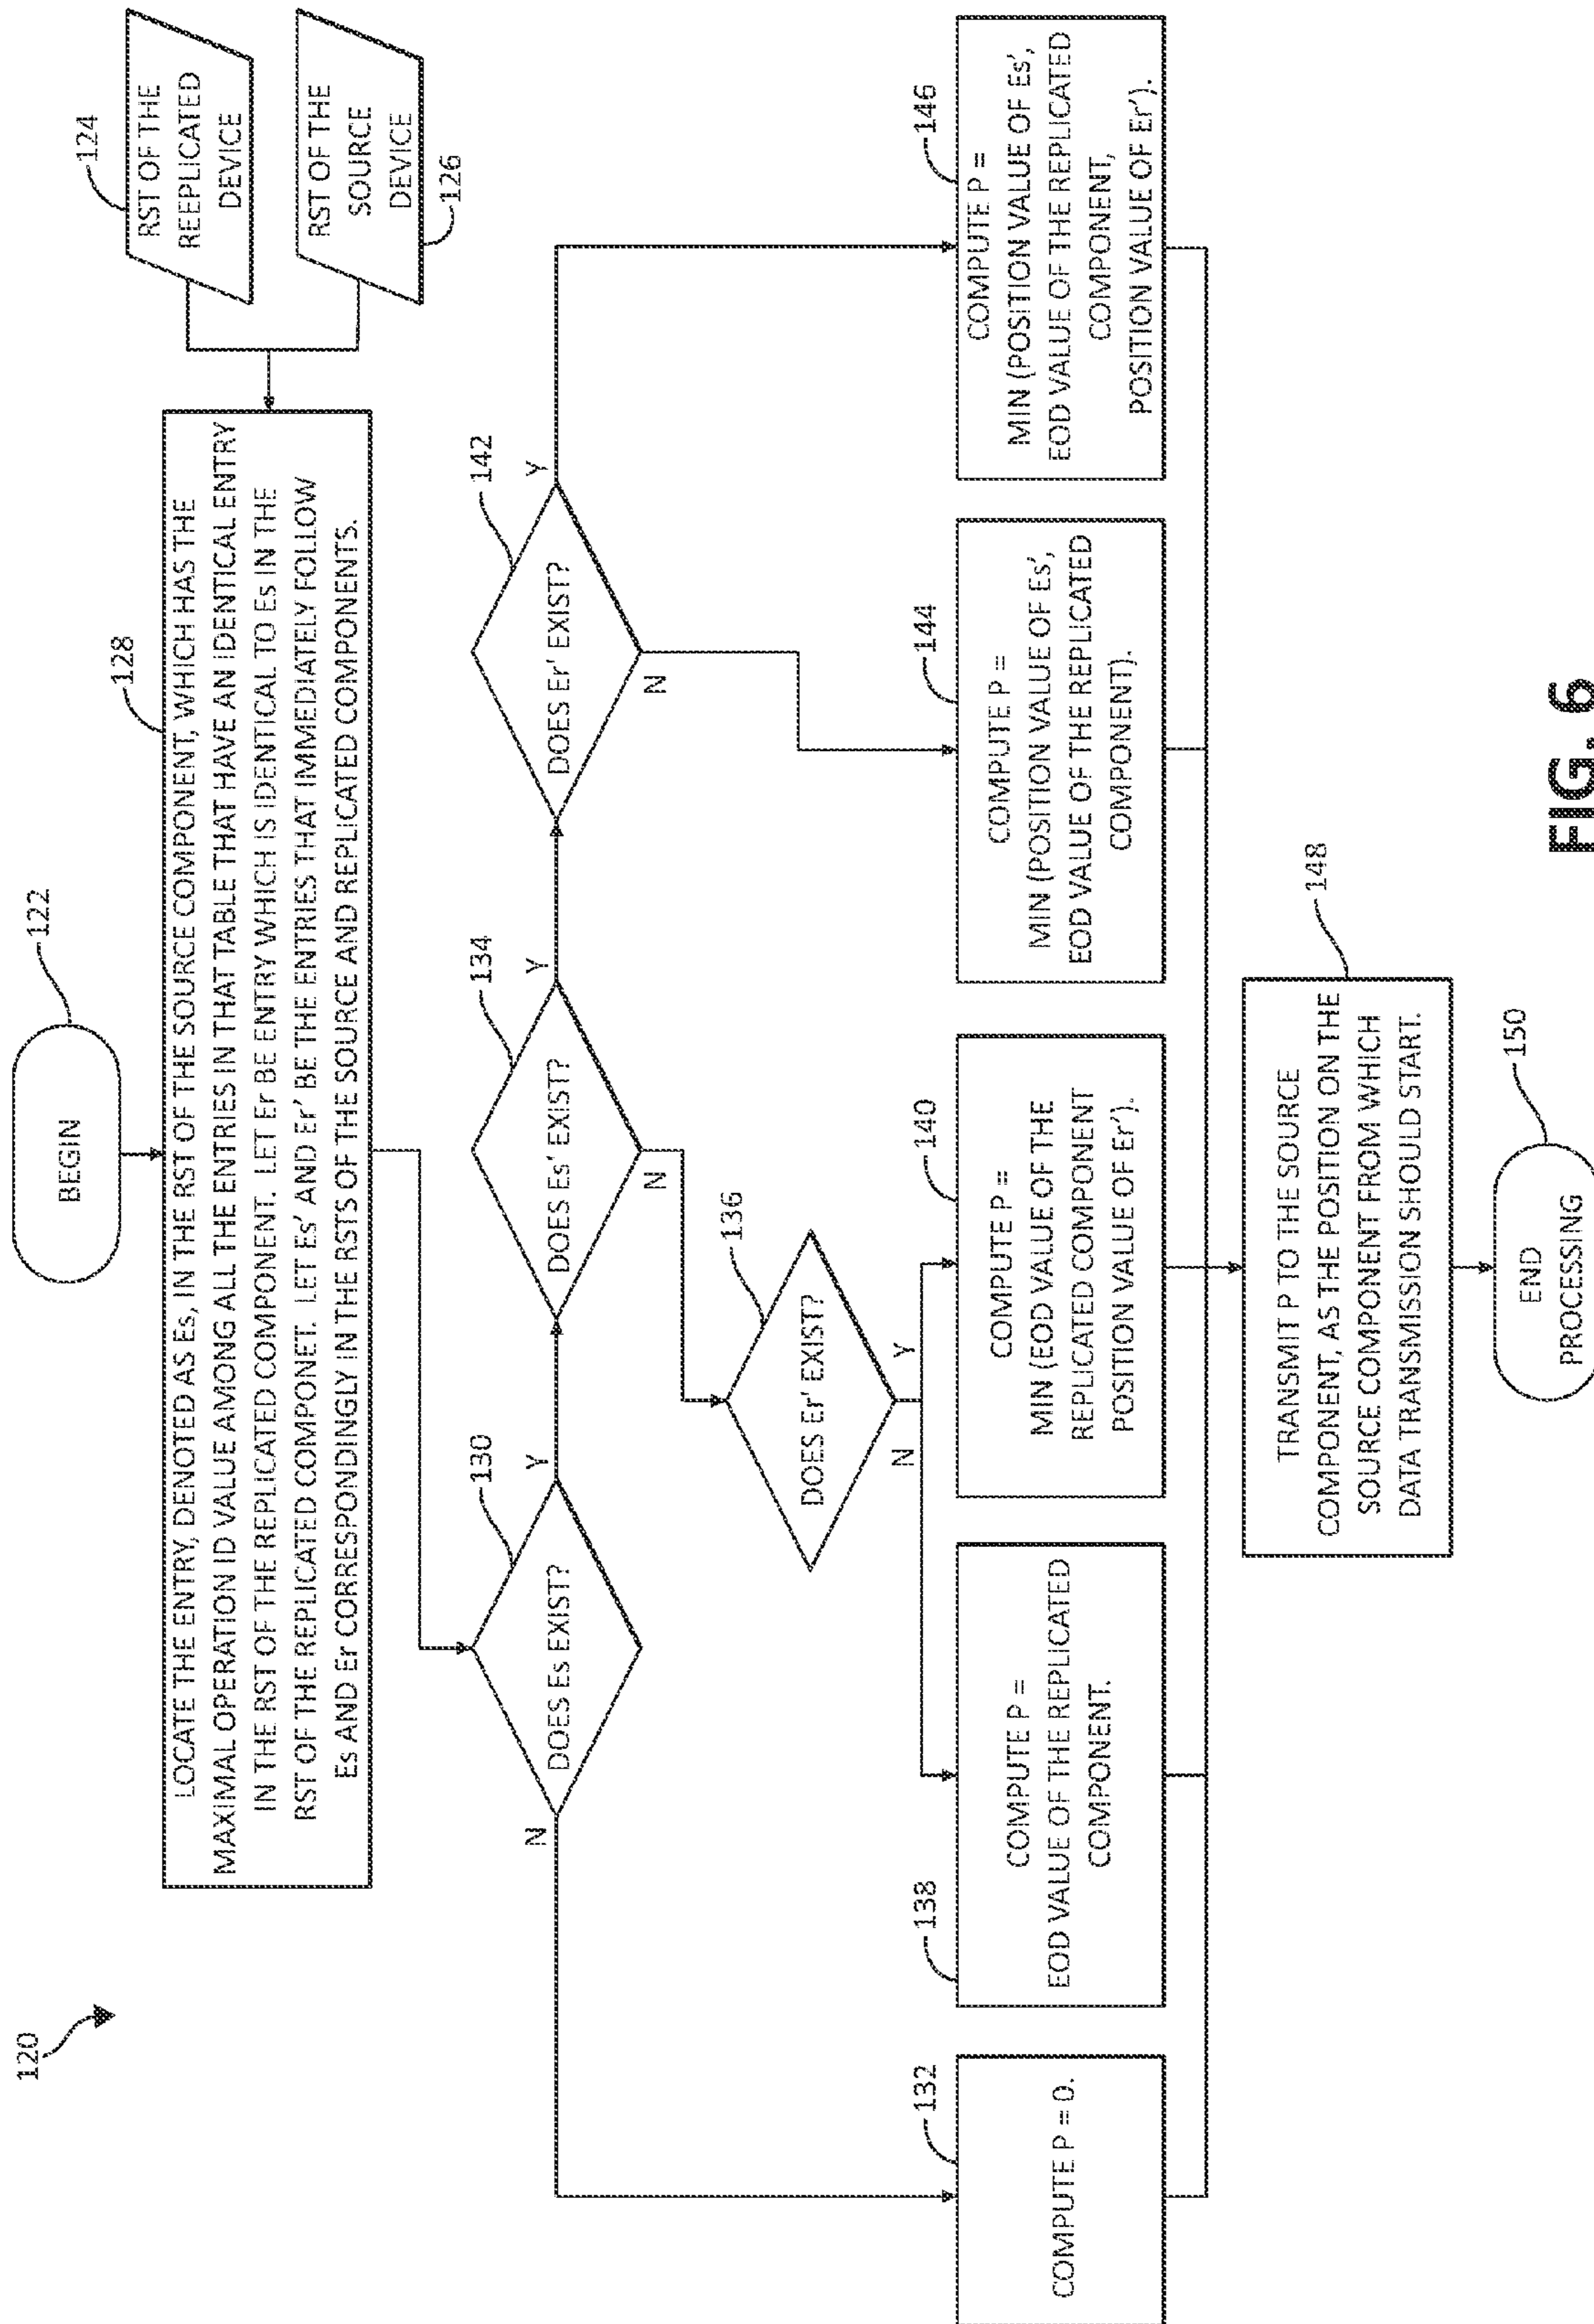 120
BEGIN
122
124
RST OF THE
REEPLICATED
DEVICE
RST OF THE
SOURCE
DEVICE
126
128
LOCATE THE ENTRY, DENOTED AS Es, IN THE RST OF THE SOURCE COMPONENT, WHICH HAS THE
MAXIMAL OPERATION ID VALUE AMONG ALL THE ENTRIES IN THAT TABLE THAT HAVE AN IDENTICAL ENTRY
IN THE RST OF THE REPLICATED COMPONENT. LET Er BE ENTRY WHICH IS IDENTICAL TO Es IN THE
RST OF THE REPLICATED COMPONET. LET Es' AND Er' BE THE ENTRIES THAT IMMEDIATELY FOLLOW
Es AND Er CORRESPONDINGLY IN THE RSTS OF THE SOURCE AND REPLICATED COMPONENTS.
130
DOES Es EXIST?
N
Y
134
DOES Es' EXIST?
Y
N
142
DOES Er' EXIST?
Y
N
136
DOES Er' EXIST?
N
Y
132
COMPUTE P = 0.
138
COMPUTE P =
EOD VALUE OF THE REPLICATED
COMPONENT.
140
COMPUTE P =
MIN (EOD VALUE OF THE
REPLICATED COMPONENT
POSITION VALUE OF Er').
144
COMPUTE P =
MIN (POSITION VALUE OF Es',
EOD VALUE OF THE REPLICATED
COMPONENT).
146
COMPUTE P =
MIN (POSITION VALUE OF Es',
EOD VALUE OF THE REPLICATED
COMPONENT,
POSITION VALUE OF Er').
148
TRANSMIT P TO THE SOURCE
COMPONENT, AS THE POSITION ON THE
SOURCE COMPONENT FROM WHICH
DATA TRANSMISSION SHOULD START.
150
END
PROCESSING
FIG. 6